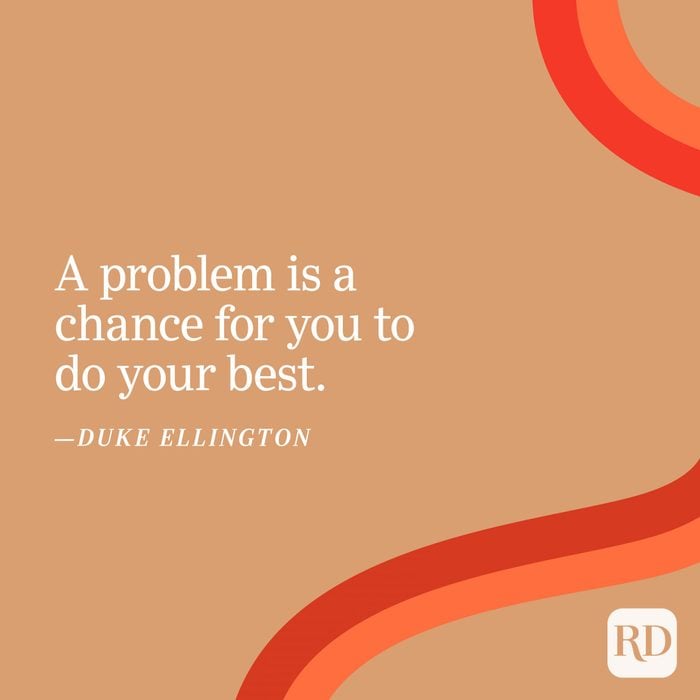 A problem is a
chance for you to
do your best.
—DUKE ELLINGTON
RD